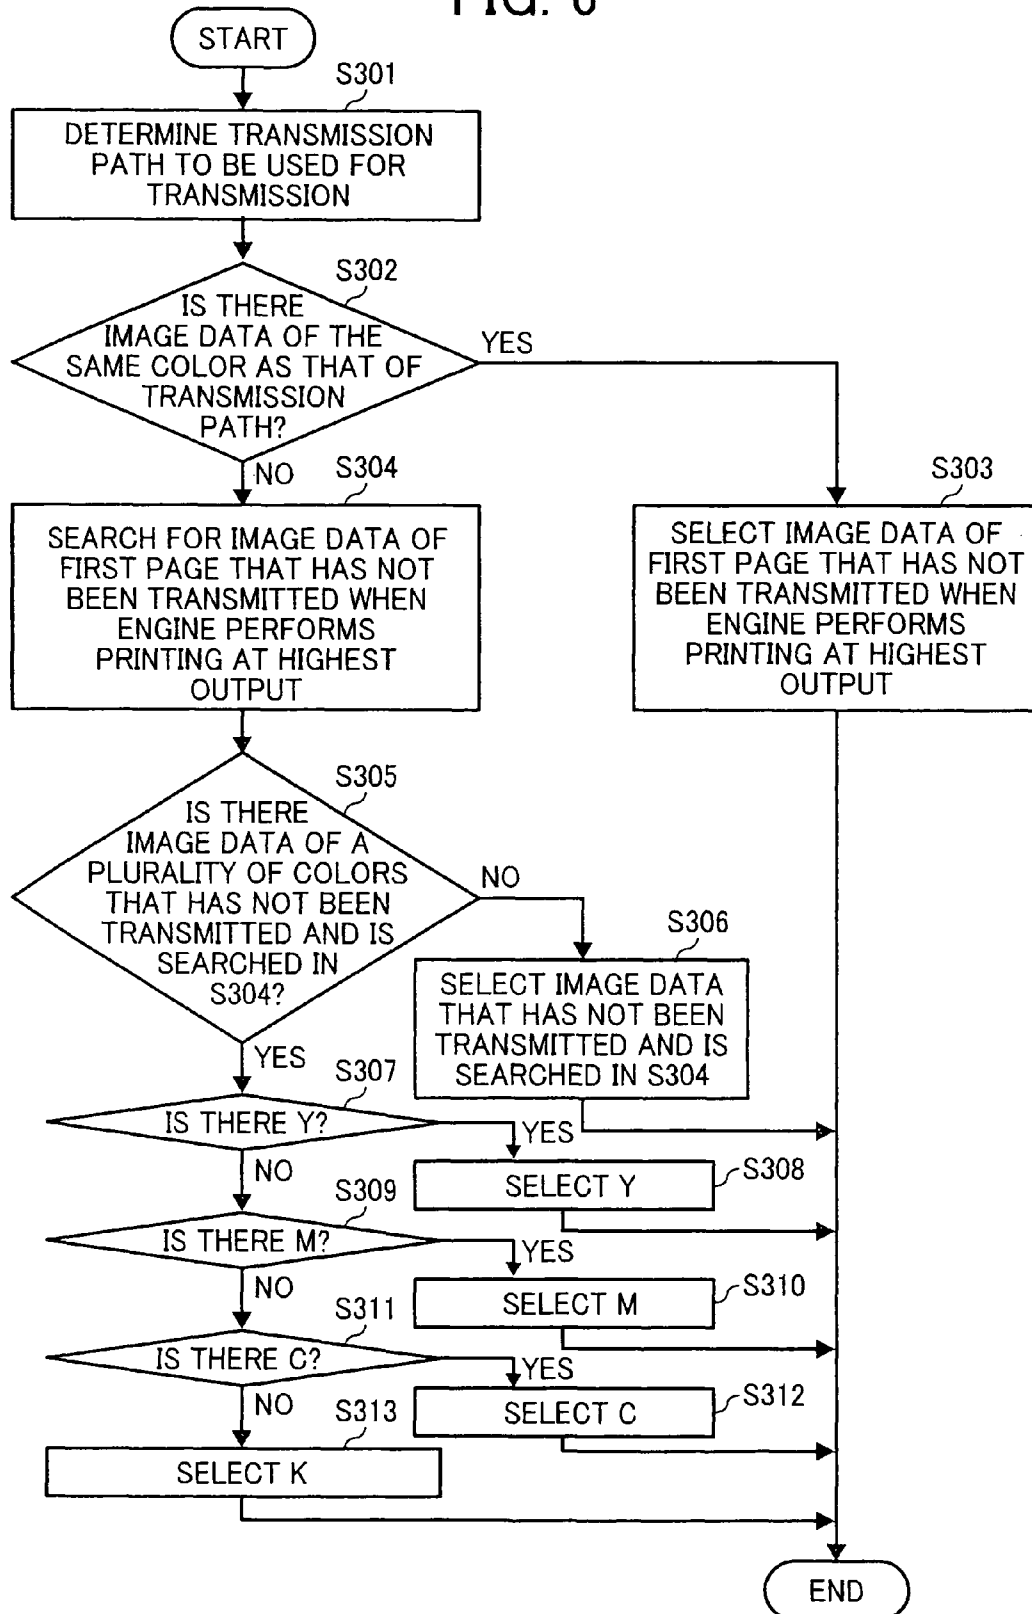 START
S301
DETERMINE TRANSMISSION
PATH TO BE USED FOR
TRANSMISSION
S302
IS THERE
IMAGE DATA OF THE
SAME COLOR AS THAT OF
TRANSMISSION
PATH?
YES
NO
S304
SEARCH FOR IMAGE DATA OF
FIRST PAGE THAT HAS NOT
BEEN TRANSMITTED WHEN
ENGINE PERFORMS
PRINTING AT HIGHEST
OUTPUT
S303
SELECT IMAGE DATA OF
FIRST PAGE THAT HAS NOT
BEEN TRANSMITTED WHEN
ENGINE PERFORMS
PRINTING AT HIGHEST
OUTPUT
S305
IS THERE
IMAGE DATA OF A
PLURALITY OF COLORS
THAT HAS NOT BEEN
TRANSMITTED AND IS
SEARCHED IN
S304?
NO
S306
SELECT IMAGE DATA
THAT HAS NOT BEEN
TRANSMITTED AND IS
SEARCHED IN S304
YES
S307
IS THERE Y?
YES
S308
SELECT Y
NO
S309
IS THERE M?
YES
S310
SELECT M
NO
S311
IS THERE C?
YES
S312
SELECT C
NO
S313
SELECT K
END